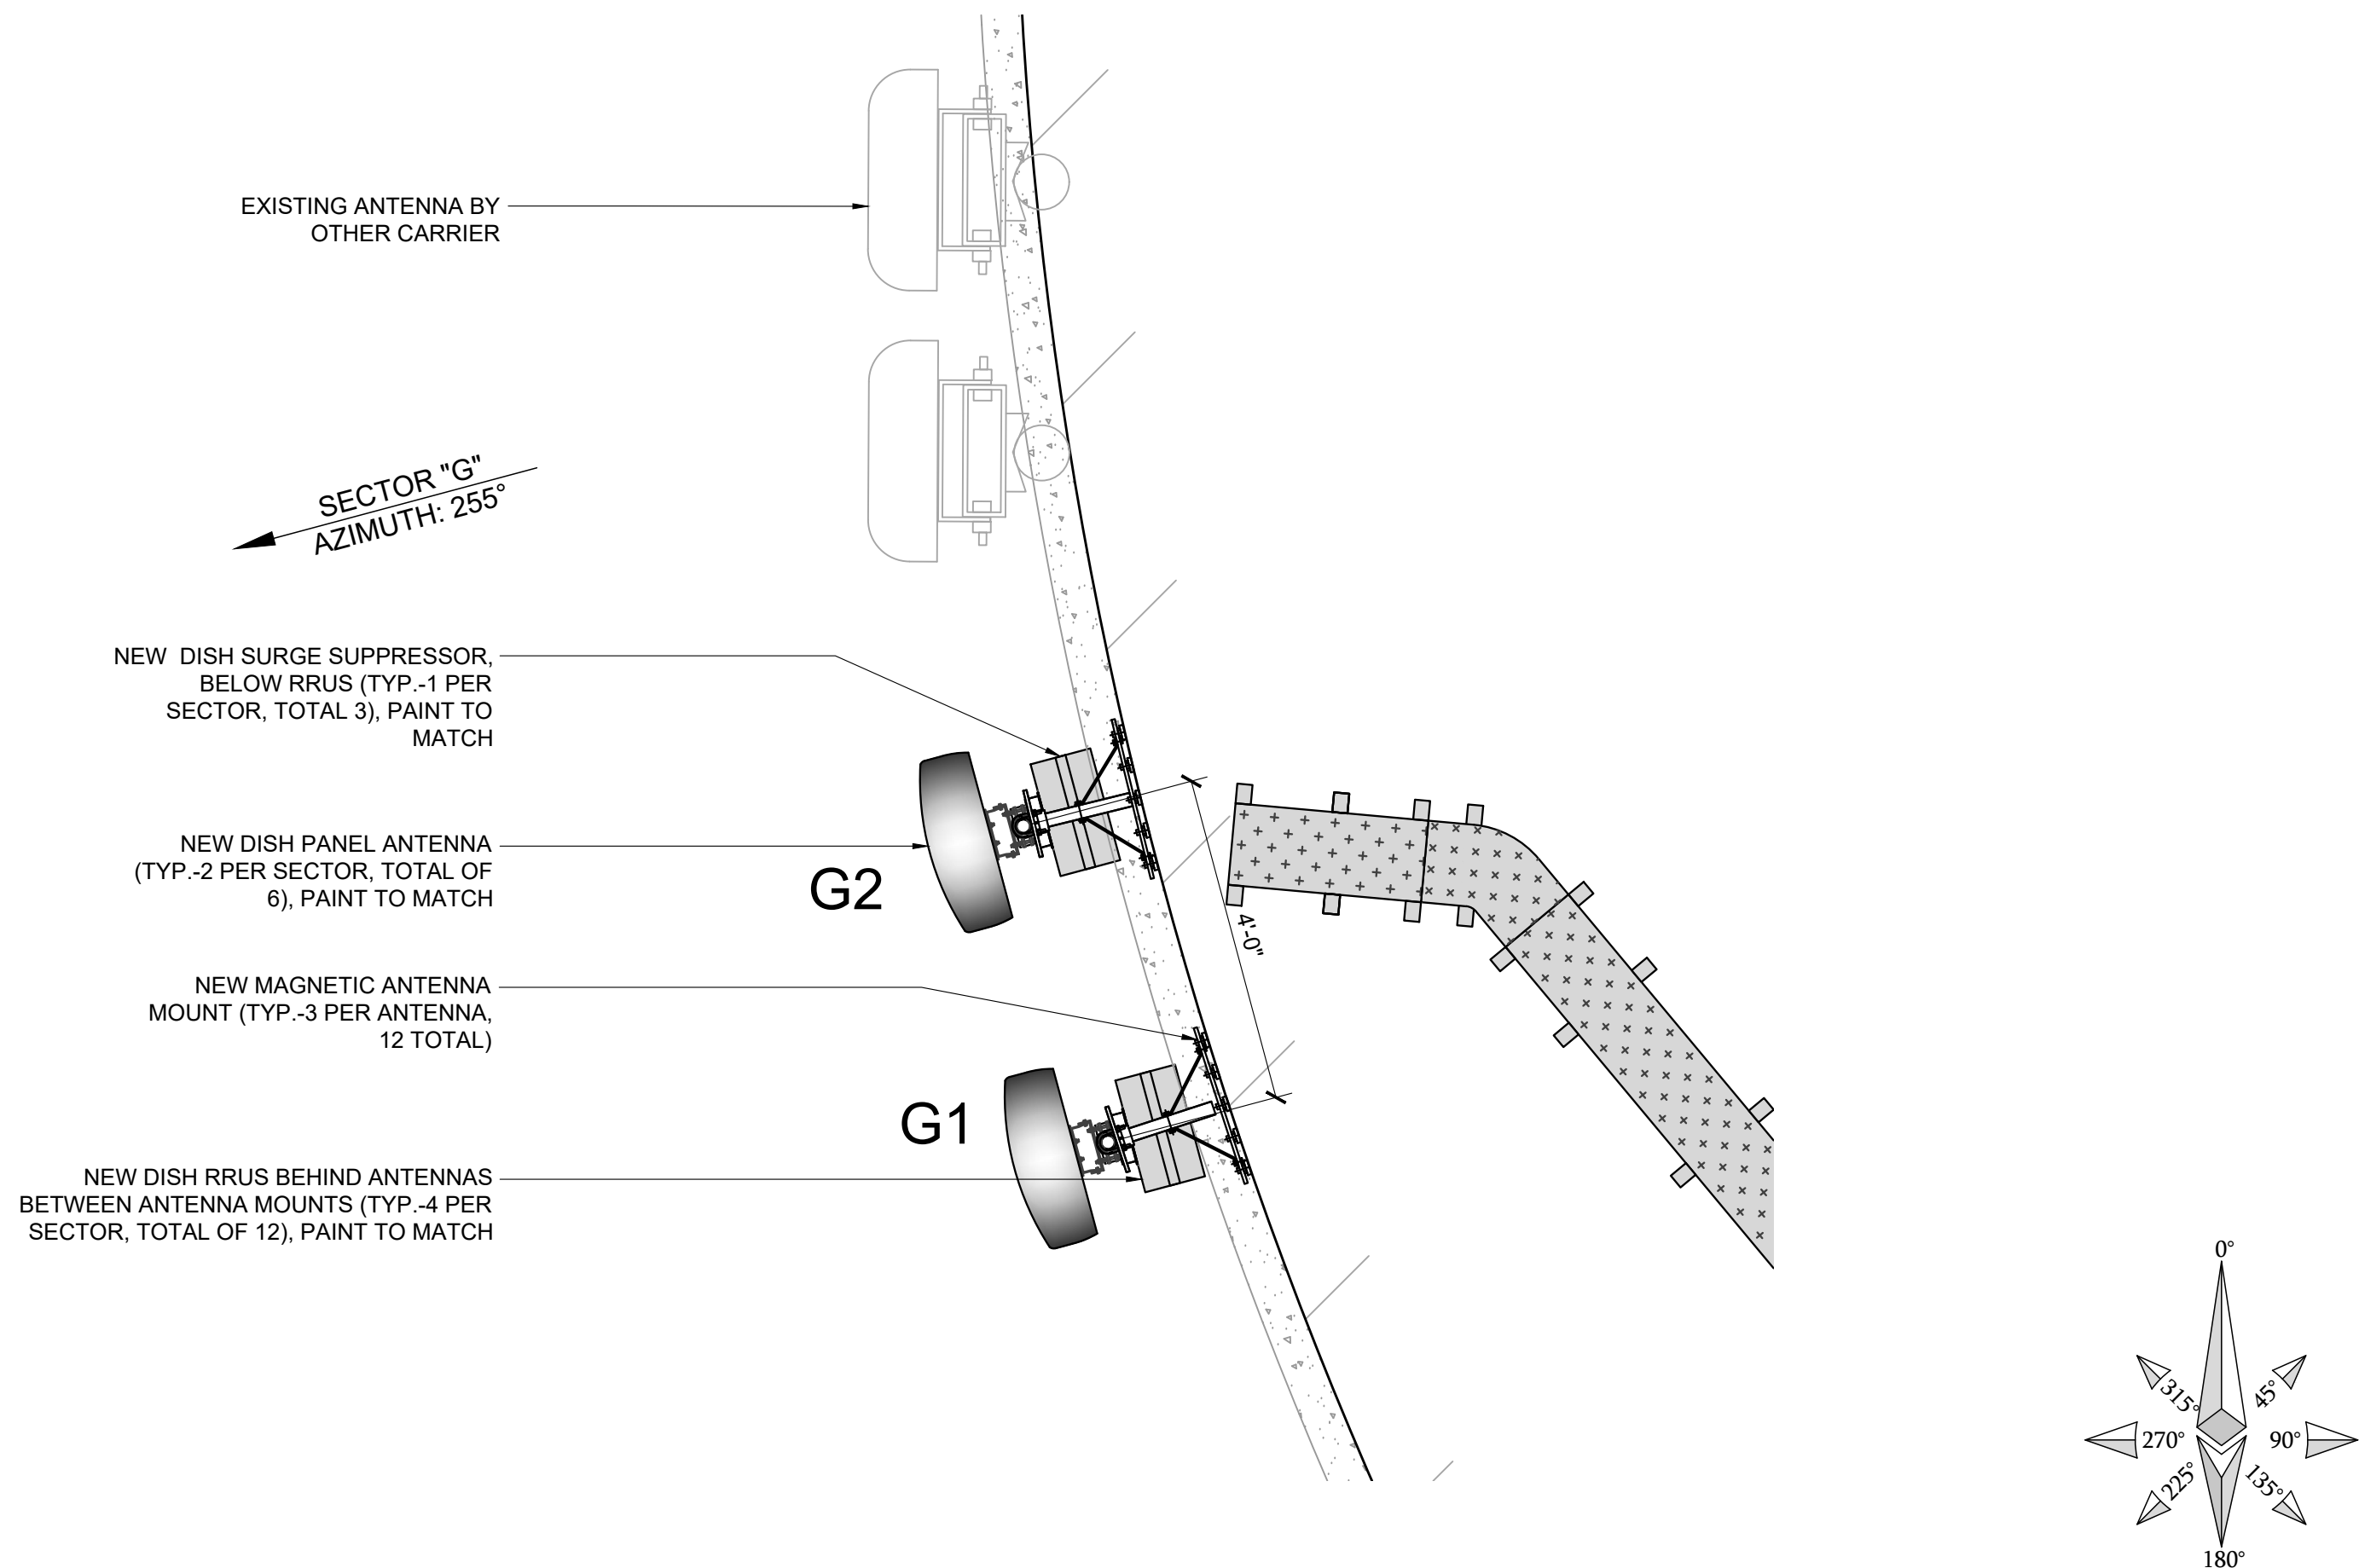 EXISTING ANTENNA BY
OTHER CARRIER
SECTOR "G"
AZIMUTH: 255°
NEW  DISH SURGE SUPPRESSOR,
BELOW RRUS (TYP.-1 PER
SECTOR, TOTAL 3), PAINT TO
MATCH
NEW DISH PANEL ANTENNA
(TYP.-2 PER SECTOR, TOTAL OF
6), PAINT TO MATCH
G2
4'-0"
NEW MAGNETIC ANTENNA
MOUNT (TYP.-3 PER ANTENNA,
12 TOTAL)
G1
NEW DISH RRUS BEHIND ANTENNAS
BETWEEN ANTENNA MOUNTS (TYP.-4 PER
SECTOR, TOTAL OF 12), PAINT TO MATCH
0°
315°
45°
270°
90°
225°
135°
180°